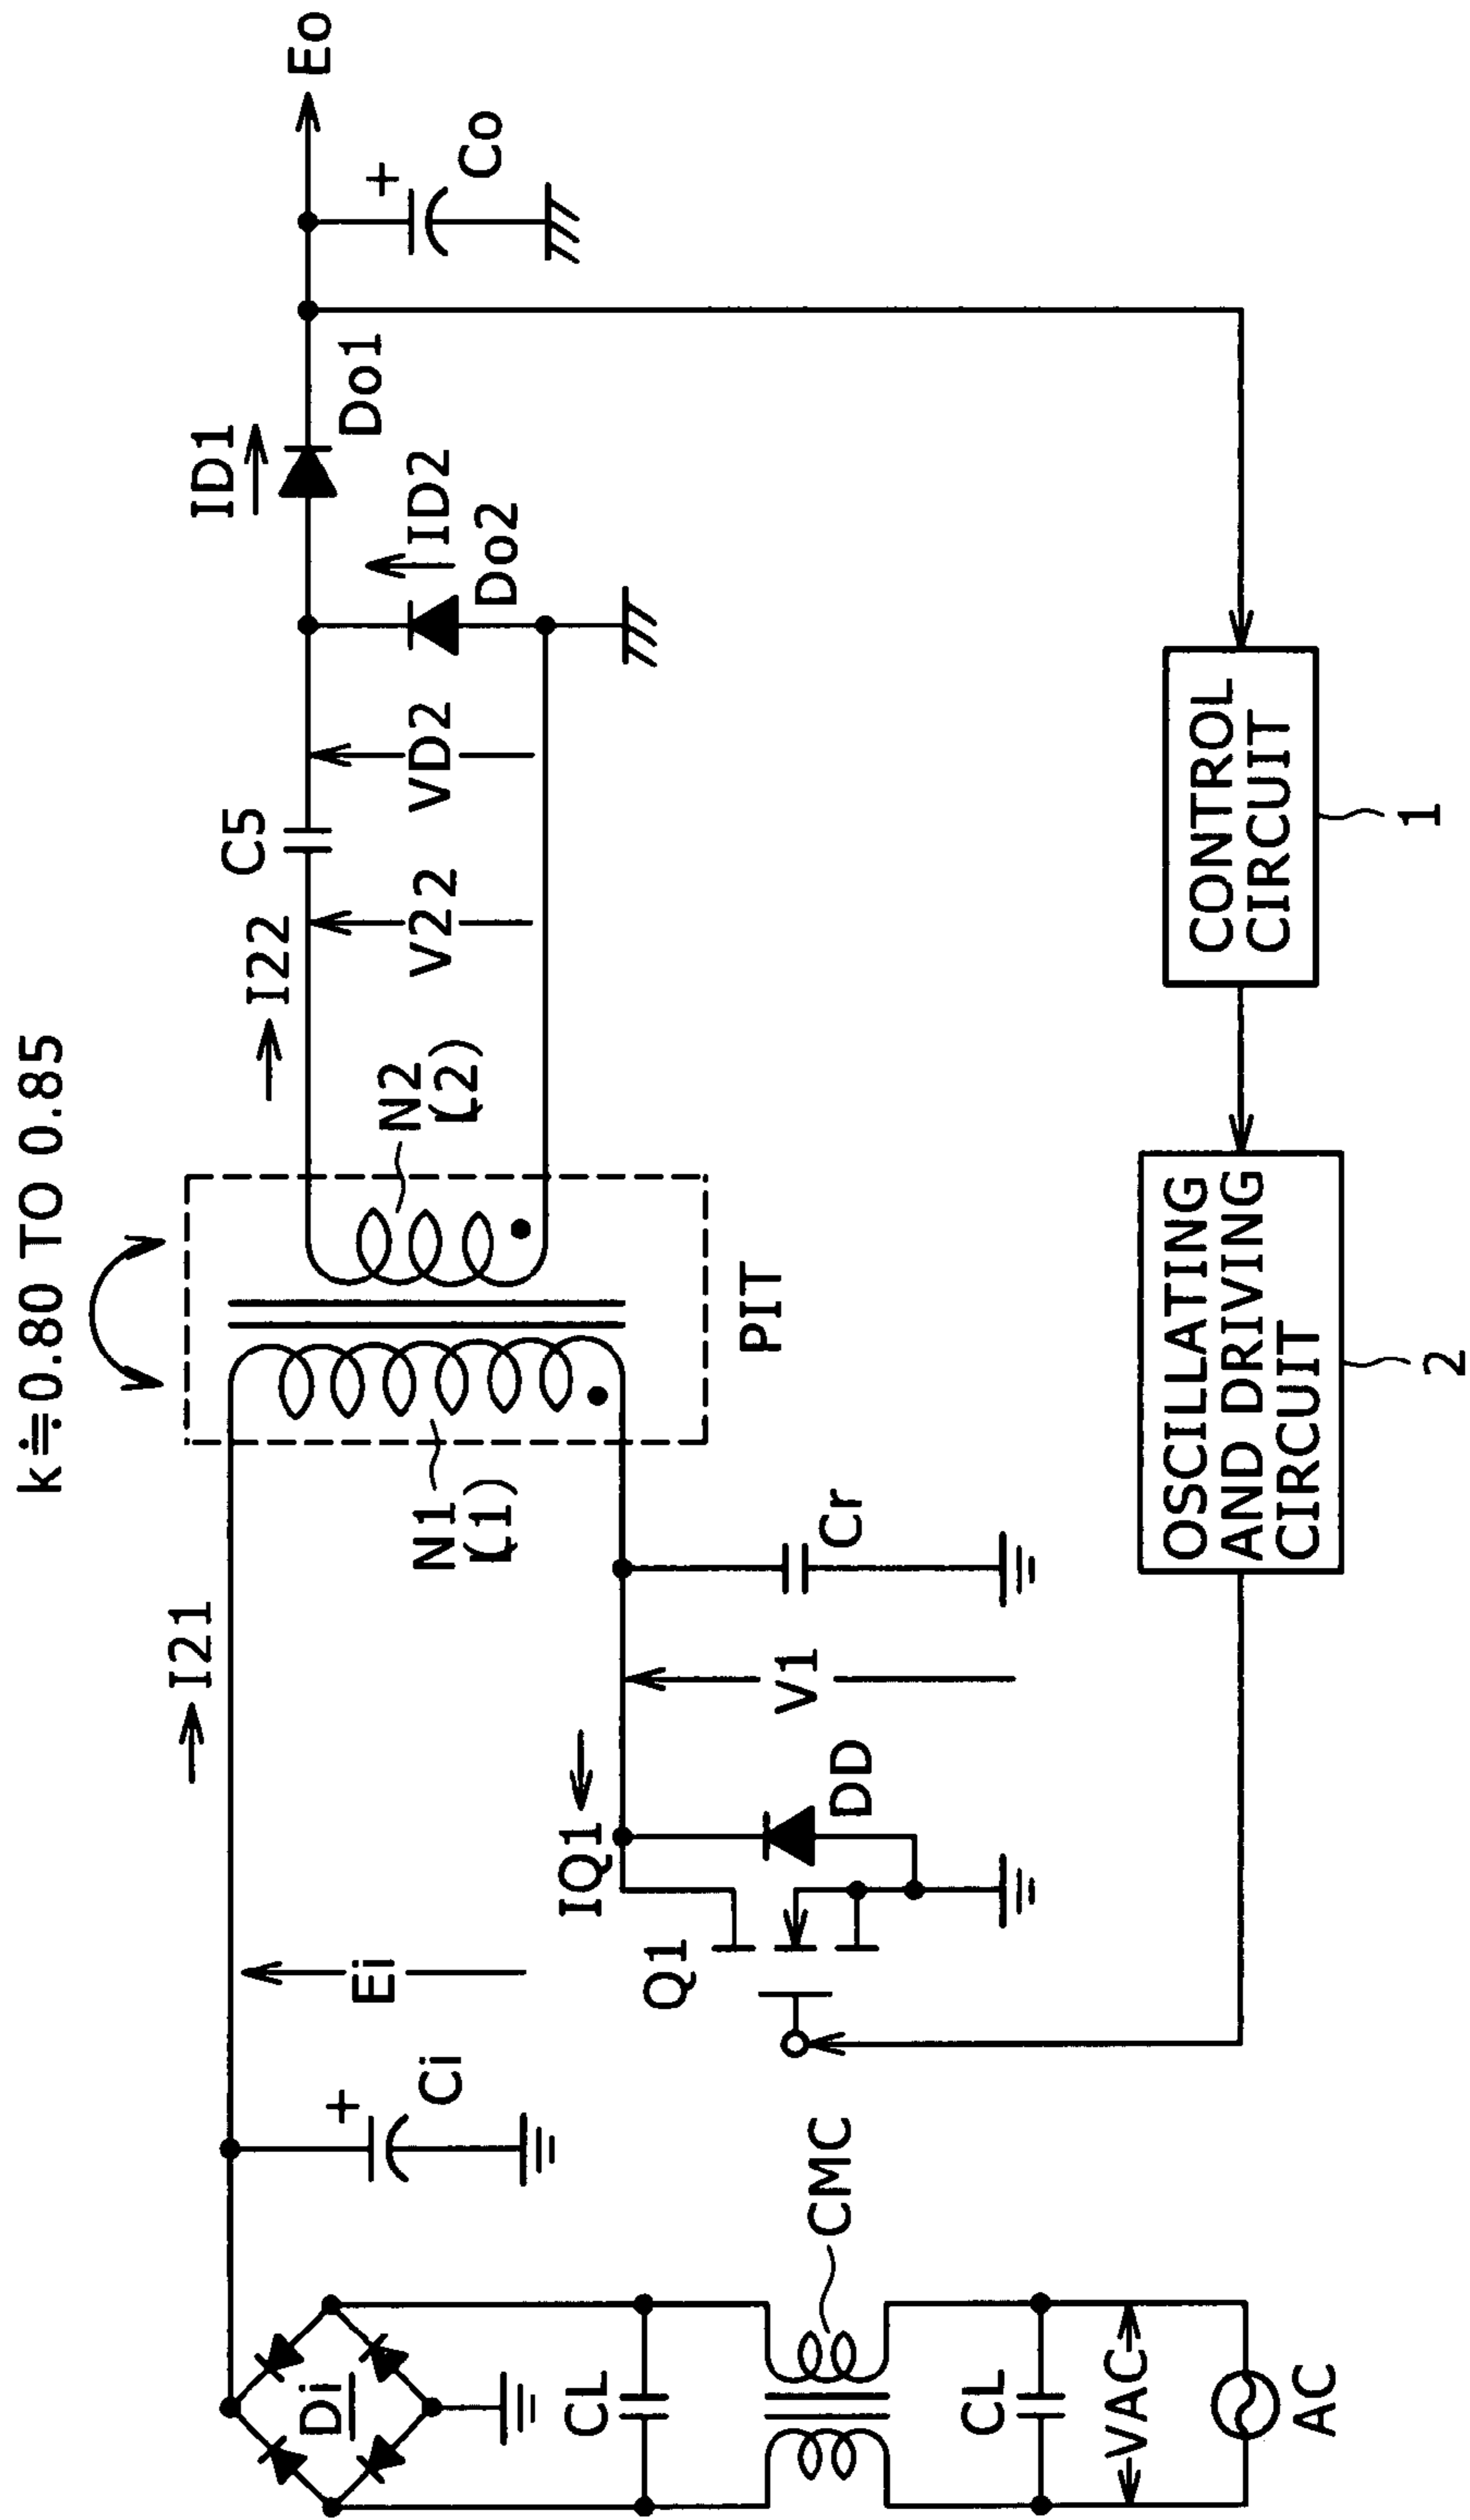 k≒0.80 TO 0.85
I21
I22
C5
ID1
Eo
Do1
Co
+
N1
(L1)
N2
(L2)
V22
VD2
ID2
Do2
Ei
+
Ci
IQ1
Q1
DD
V1
Cr
PIT
Di
CL
CMC
CL
VAC
AC
OSCILLATING
AND DRIVING
CIRCUIT
2
CONTROL
CIRCUIT
1